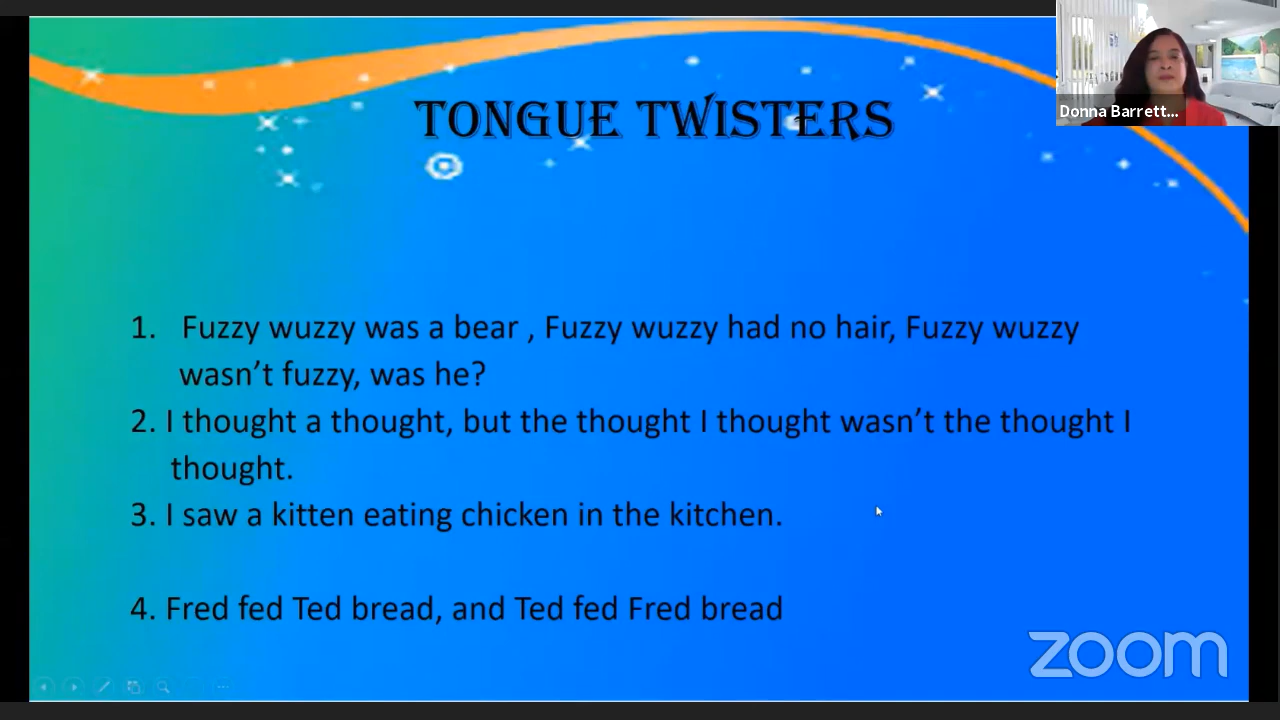 Donna Barrett...
TONGUE TWISTERS
1. Fuzzy wuzzy was a bear , Fuzzy wuzzy had no hair, Fuzzy wuzzy
wasn’t fuzzy, was he?
2. I thought a thought, but the thought I thought wasn’t the thought I
thought.
3. I saw a kitten eating chicken in the kitchen.
4. Fred fed Ted bread, and Ted fed Fred bread
zoom